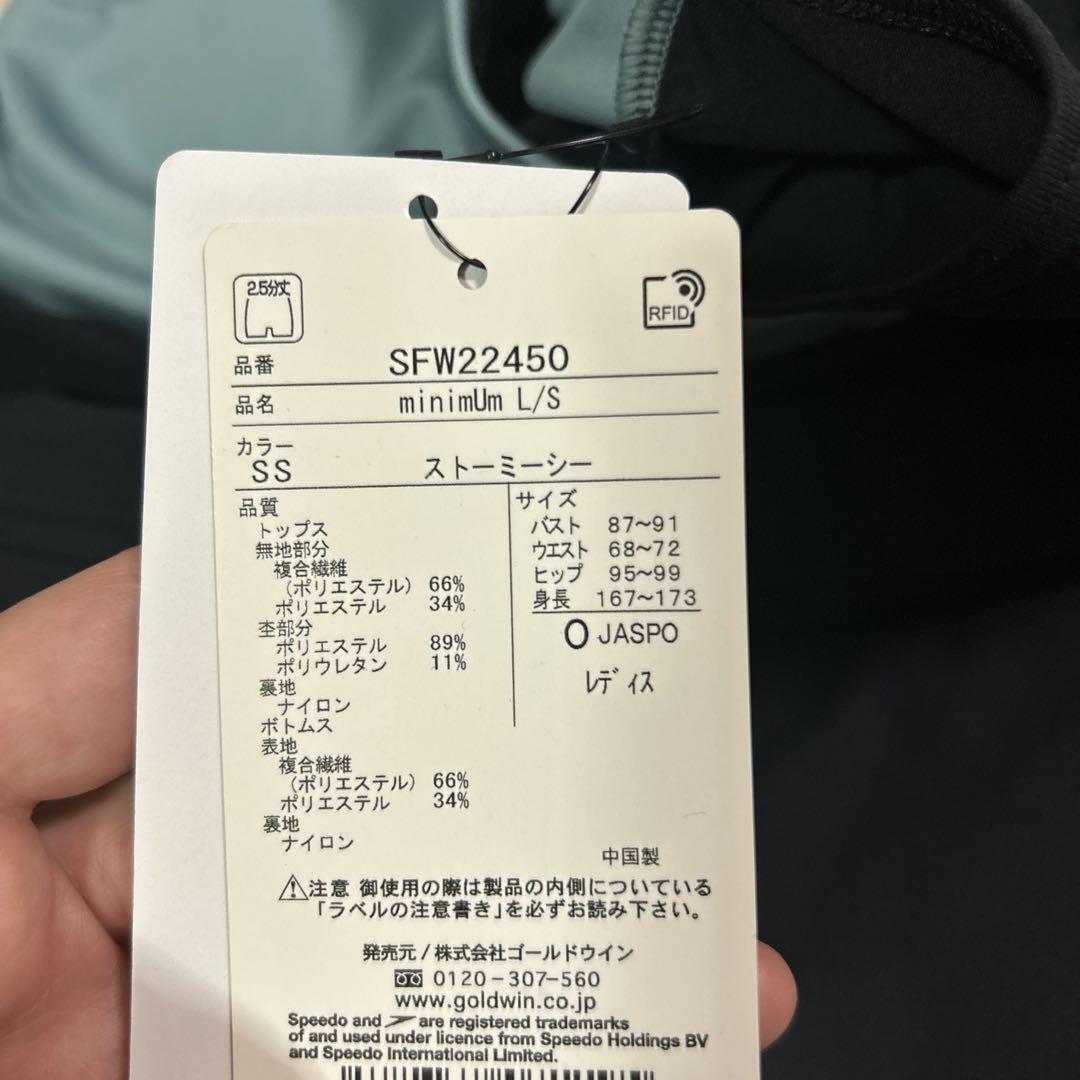 2.5分丈
RFID
品番 SFW22450
品名 minimUm L/S
カラー
SS ストーミーシー
品質
トップス
無地部分
複合繊維
(ポリエステル) 66%
ポリエステル 34%
杢部分
ポリエステル 89%
ポリウレタン 11%
裏地
ナイロン
ボトムス
表地
複合繊維
(ポリエステル) 66%
ポリエステル 34%
裏地
ナイロン
サイズ
バスト 87~91
ウエスト 68~72
ヒップ 95~99
身長 167~173
O JASPO
レディス
中国製
⚠注意 御使用の際は製品の内側についている
「ラベルの注意書き」を必ずお読み下さい。
発売元/株式会社ゴールドウイン
0120-307-560
www.goldwin.co.jp
Speedo and are registered trademarks
of and used under licence from Speedo Holdings BV
and Speedo International Limited.